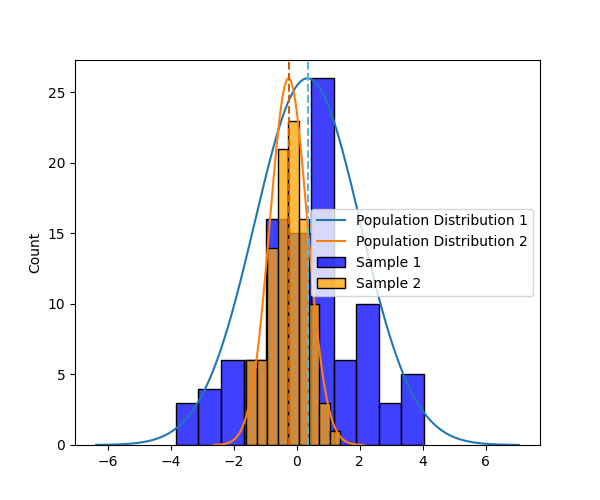 25
20
15
10
5
0
Count
Population Distribution 1
Population Distribution 2
Sample 1
Sample 2
−6 −4 −2 0 2 4 6